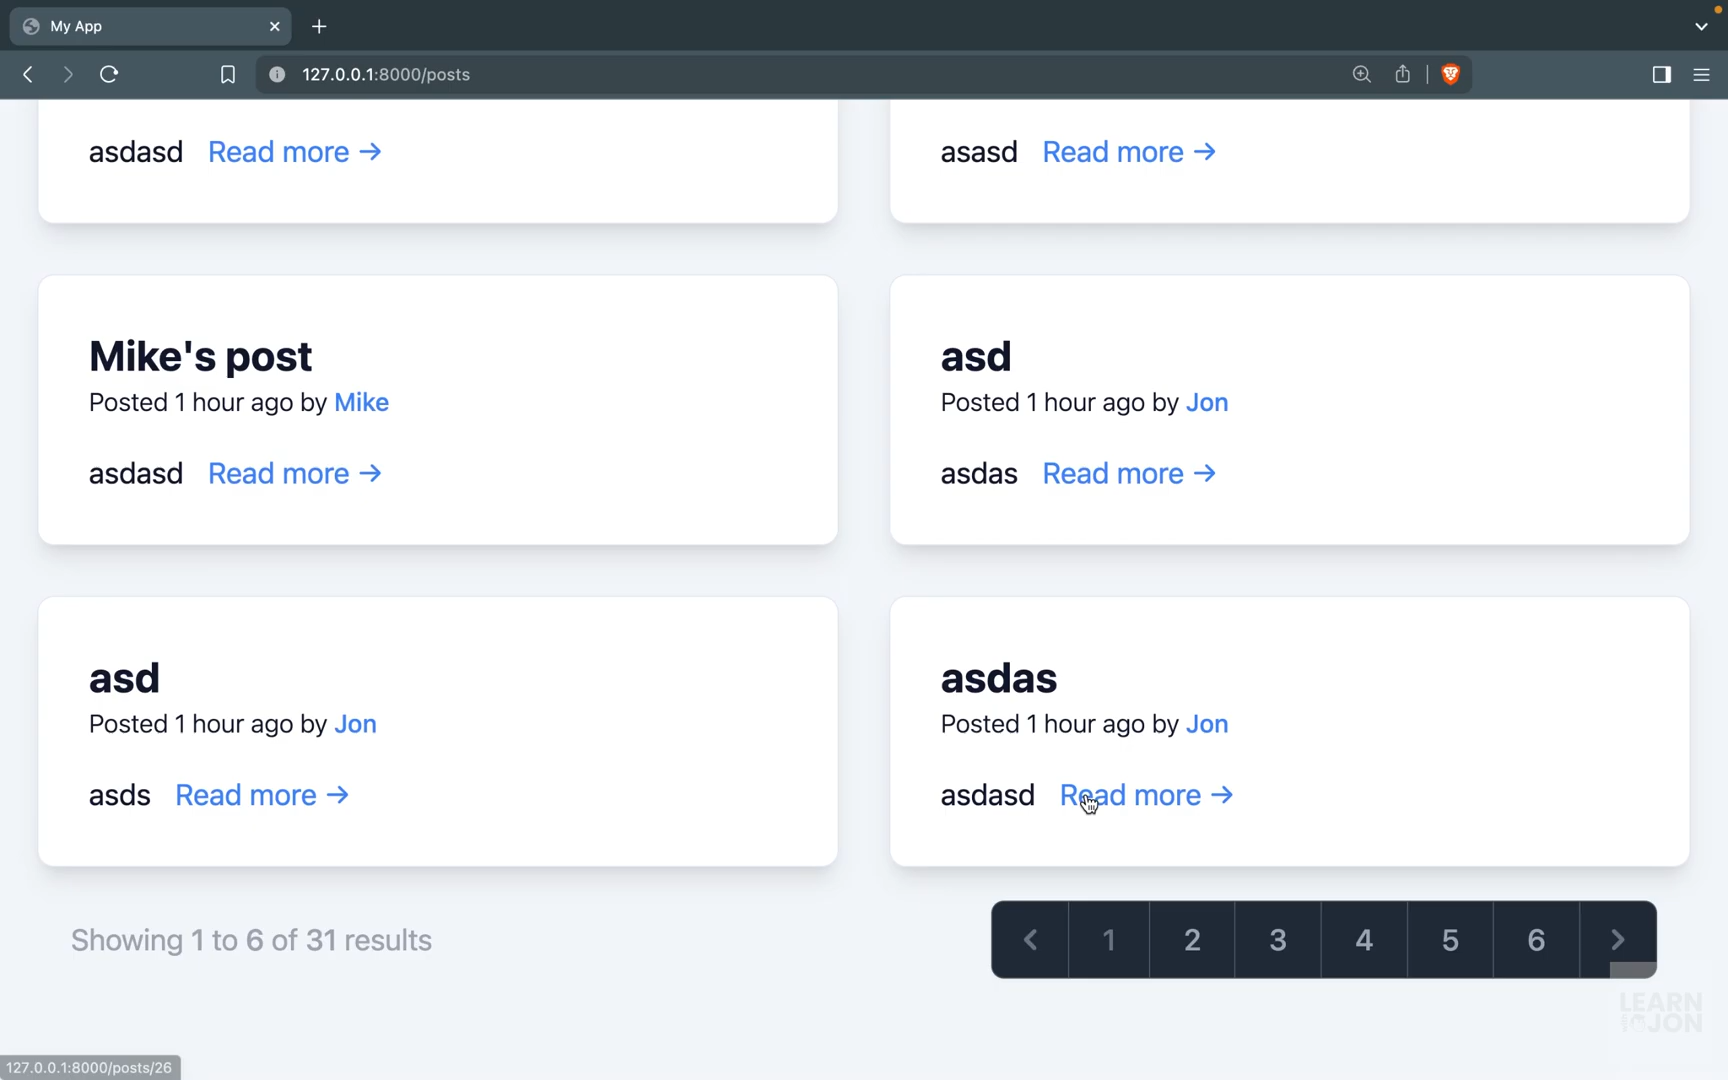 My App
127.0.0.1:8000/posts
asdasd Read more →
asasd Read more →
Mike's post
Posted 1 hour ago by Mike
asdasd Read more →
asd
Posted 1 hour ago by Jon
asdas Read more →
asd
Posted 1 hour ago by Jon
asds Read more →
asdas
Posted 1 hour ago by Jon
asdasd Read more →
Showing 1 to 6 of 31 results
1 2 3 4 5 6
LEARN
JON
127.0.0.1:8000/posts/26